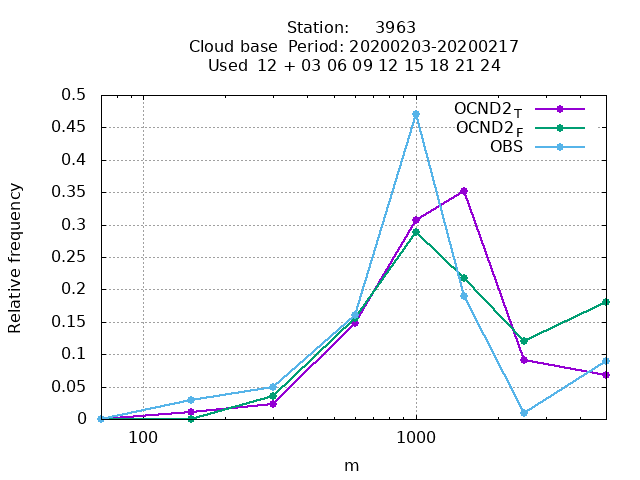 Station:     3963
Cloud base  Period: 20200203-20200217
Used  12 + 03 06 09 12 15 18 21 24
OCND2 T
OCND2 F
OBS
0.5
0.45
0.4
0.35
0.3
0.25
0.2
0.15
0.1
0.05
0
Relative frequency
100
1000
m